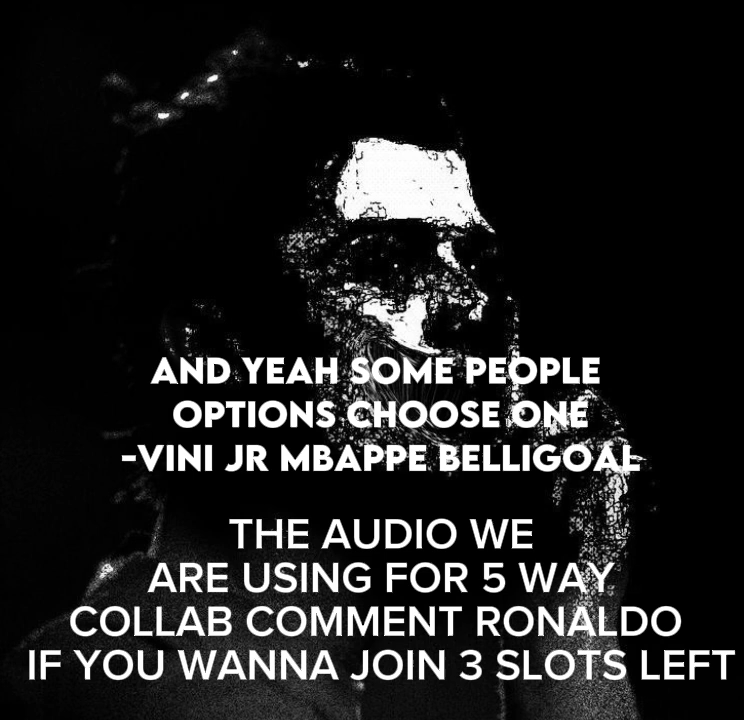 AND YEAH SOME PEOPLE
OPTIONS CHOOSE ONE
-VINI JR MBAPPE BELLIGOAL
THE AUDIO WE
ARE USING FOR 5 WAY
COLLAB COMMENT RONALDO
IF YOU WANNA JOIN 3 SLOTS LEFT